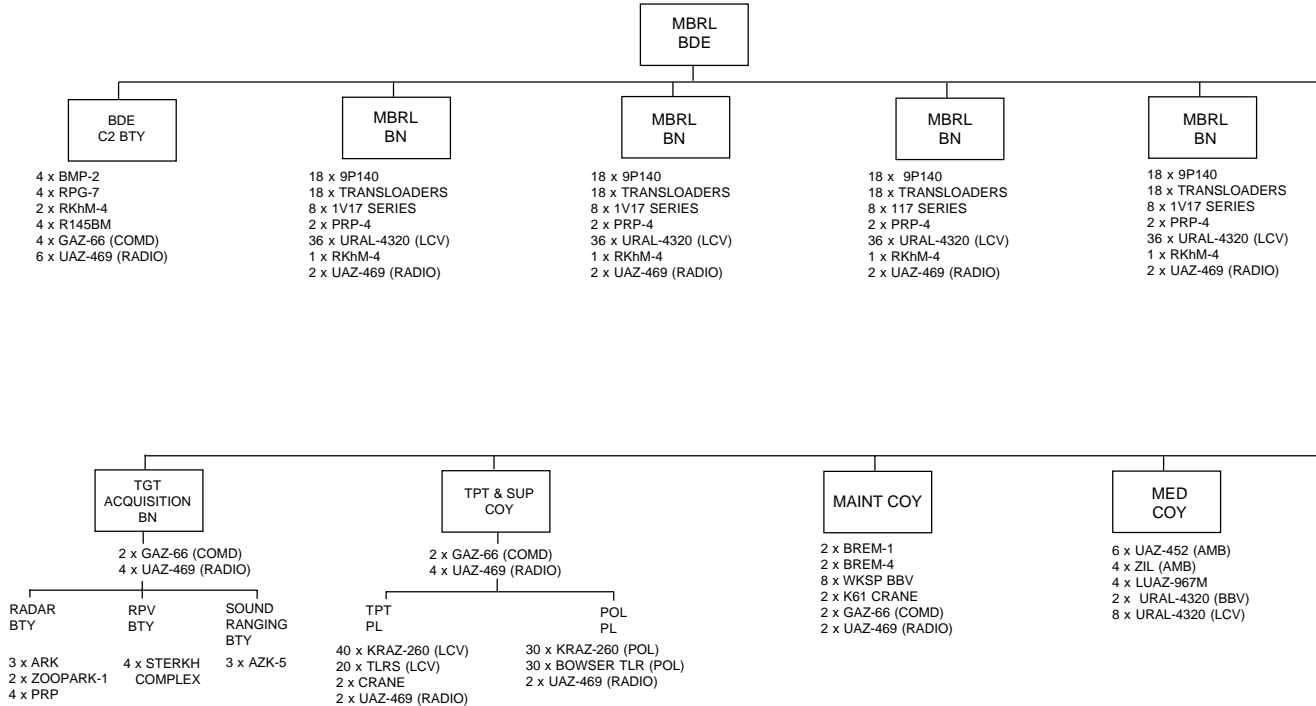 MBRL
BDE
BDE
C2 BTY
4 x BMP-2
4 x RPG-7
2 x RKhM-4
4 x R145BM
4 x GAZ-66 (COMD)
6 x UAZ-469 (RADIO)
MBRL
BN
18 x 9P140
18 x TRANSLOADERS
8 x 1V17 SERIES
2 x PRP-4
36 x URAL-4320 (LCV)
1 x RKhM-4
2 x UAZ-469 (RADIO)
MBRL
BN
18 x 9P140
18 x TRANSLOADERS
8 x 1V17 SERIES
2 x PRP-4
36 x URAL-4320 (LCV)
1 x RKhM-4
2 x UAZ-469 (RADIO)
MBRL
BN
18 x 9P140
18 x TRANSLOADERS
8 x 117 SERIES
2 x PRP-4
36 x URAL-4320 (LCV)
1 x RKhM-4
2 x UAZ-469 (RADIO)
MBRL
BN
18 x 9P140
18 x TRANSLOADERS
8 x 1V17 SERIES
2 x PRP-4
36 x URAL-4320 (LCV)
1 x RKhM-4
2 x UAZ-469 (RADIO)
TGT
ACQUISITION
BN
2 x GAZ-66 (COMD)
4 x UAZ-469 (RADIO)
RADAR
BTY
3 x ARK
2 x ZOOPARK-1
4 x PRP
RPV
BTY
4 x STERKH
COMPLEX
SOUND
RANGING
BTY
3 x AZK-5
TPT & SUP
COY
2 x GAZ-66 (COMD)
4 x UAZ-469 (RADIO)
TPT
PL
40 x KRAZ-260 (LCV)
20 x TLRS (LCV)
2 x CRANE
2 x UAZ-469 (RADIO)
POL
PL
30 x KRAZ-260 (POL)
30 x BOWSER TLR (POL)
2 x UAZ-469 (RADIO)
MAINT COY
2 x BREM-1
2 x BREM-4
8 x WKSP BBV
2 x K61 CRANE
2 x GAZ-66 (COMD)
2 x UAZ-469 (RADIO)
MED
COY
6 x UAZ-452 (AMB)
4 x ZIL (AMB)
4 x LUAZ-967M
2 x URAL-4320 (BBV)
8 x URAL-4320 (LCV)